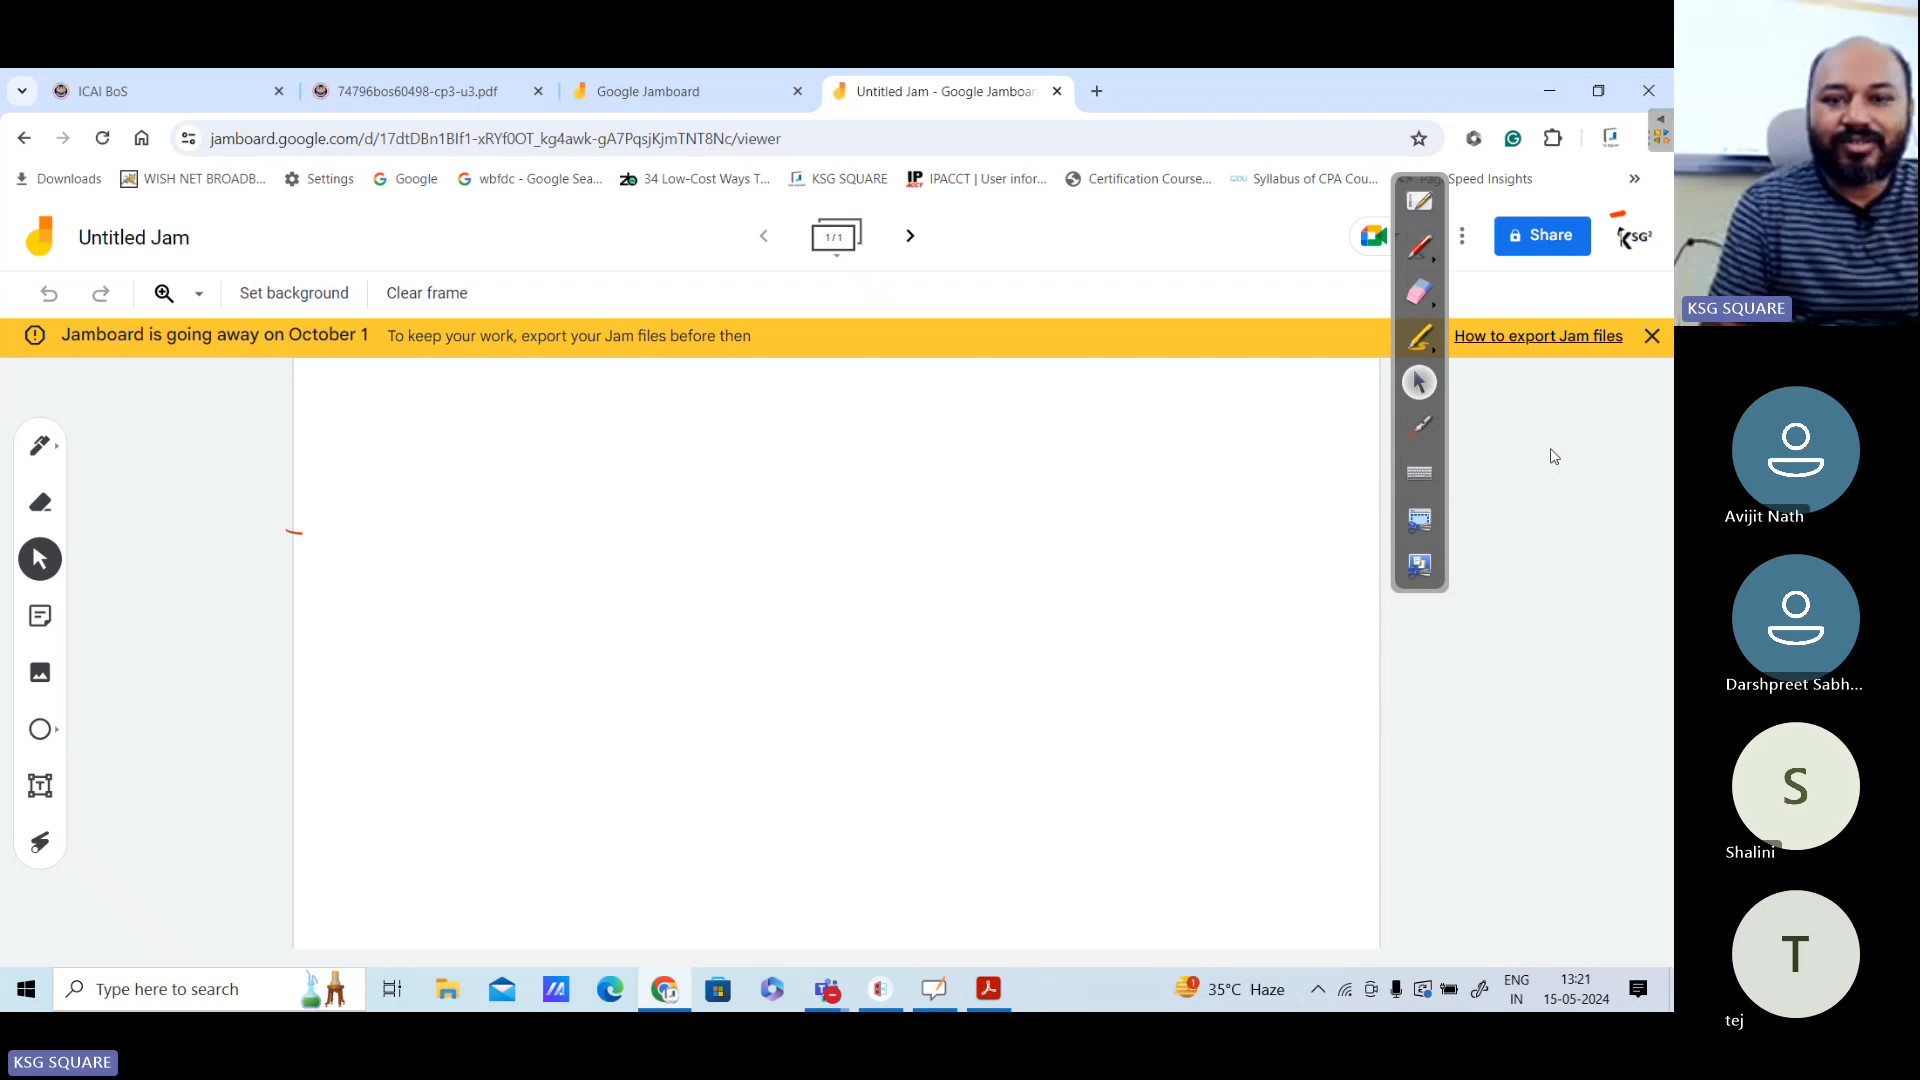 ICAI BoS
74796bos60498-cp3-u3.pdf
Google Jamboard
Untitled Jam - Google Jamboar
jamboard.google.com/d/17dtDBn1BIf1-xRYf0OT_kg4awk-gA7PqsjKjmTNT8Nc/viewer
Downloads
WISH NET BROADB...
Settings
Google
wbfdc - Google Sea...
34 Low-Cost Ways T...
KSG SQUARE
IPACCT | User infor...
Certification Course...
Syllabus of CPA Cou...
Speed Insights
Untitled Jam
1/1
Share
KSG²
Set background
Clear frame
Jamboard is going away on October 1
To keep your work, export your Jam files before then
How to export Jam files
KSG SQUARE
Avijit Nath
Darshpreet Sabh...
S
Shalini
T
tej
Type here to search
35°C Haze
ENG
IN
13:21
15-05-2024
KSG SQUARE